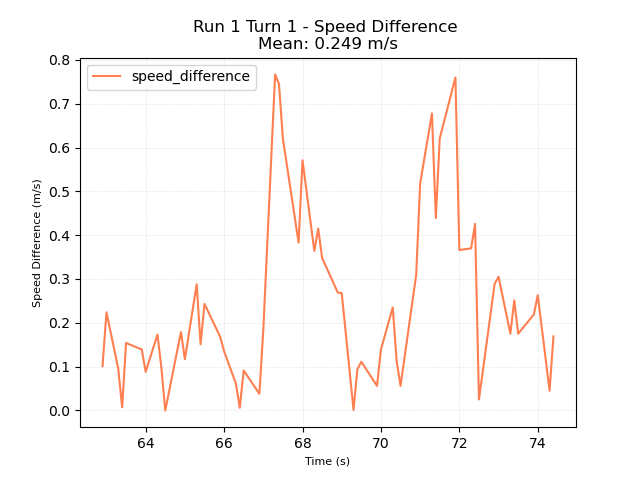 Run 1 Turn 1 - Speed Difference
Mean: 0.249 m/s
speed_difference
0.8
0.7
0.6
0.5
0.4
0.3
0.2
0.1
0.0
Speed Difference (m/s)
64 66 68 70 72 74
Time (s)